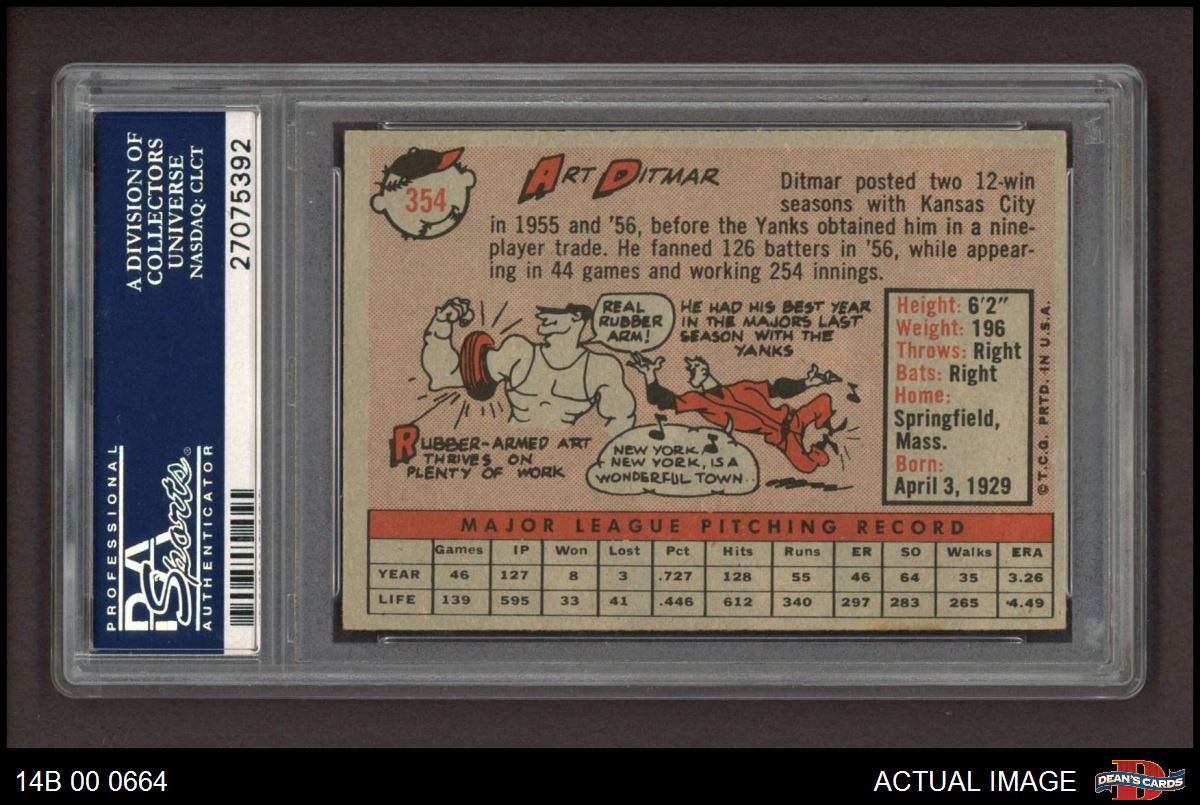 A DIVISION OF
COLLECTORS
UNIVERSE
NASDAQ: CLCT
27075392
PROFESSIONAL
PSA
Sports®
AUTHENTICATOR
354
ART DITMAR
Ditmar posted two 12-win
seasons with Kansas City
in 1955 and '56, before the Yanks obtained him in a nine-
player trade. He fanned 126 batters in '56, while appear-
ing in 44 games and working 254 innings.
REAL
RUBBER
ARM!
HE HAD HIS BEST YEAR
IN THE MAJORS LAST
SEASON WITH THE
YANKS
RUBBER-ARMED ART
THRIVES ON
PLENTY OF WORK
NEW YORK
NEW YORK, IS A
WONDERFUL TOWN..
Height: 6'2"
Weight: 196
Throws: Right
Bats: Right
Home:
Springfield,
Mass.
Born:
April 3, 1929
©T.C.G. PRTD. IN U.S.A.
MAJOR LEAGUE PITCHING RECORD
Games IP Won Lost Pct Hits Runs ER SO Walks ERA
YEAR 46 127 8 3 .727 128 55 46 64 35 3.26
LIFE 139 595 33 41 .446 612 340 297 283 265 4.49
14B 00 0664
ACTUAL IMAGE
DEAN'S CARDS